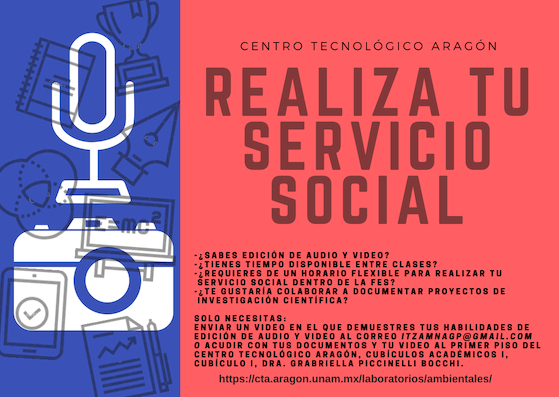 CENTRO TECNOLÓGICO ARAGÓN
REALIZA TU
SERVICIO
SOCIAL
E=MC²
-¿SABES EDICIÓN DE AUDIO Y VIDEO?
-¿TIENES TIEMPO DISPONIBLE ENTRE CLASES?
-¿REQUIERES DE UN HORARIO FLEXIBLE PARA REALIZAR TU
SERVICIO SOCIAL DENTRO DE LA FES?
-¿TE GUSTARÍA COLABORAR A DOCUMENTAR PROYECTOS DE
INVESTIGACIÓN CIENTÍFICA?
SOLO NECESITAS:
ENVIAR UN VIDEO EN EL QUE DEMUESTRES TUS HABILIDADES DE
EDICIÓN DE AUDIO Y VIDEO AL CORREO ITZAMNAGP@GMAIL.COM
O ACUDIR CON TUS DOCUMENTOS Y TU VIDEO AL PRIMER PISO DEL
CENTRO TECNOLÓGICO ARAGÓN, CUBÍCULOS ACADÉMICOS I,
CUBÍCULO I, DRA. GRABRIELLA PICCINELLI BOCCHI.
https://cta.aragon.unam.mx/laboratorios/ambientales/